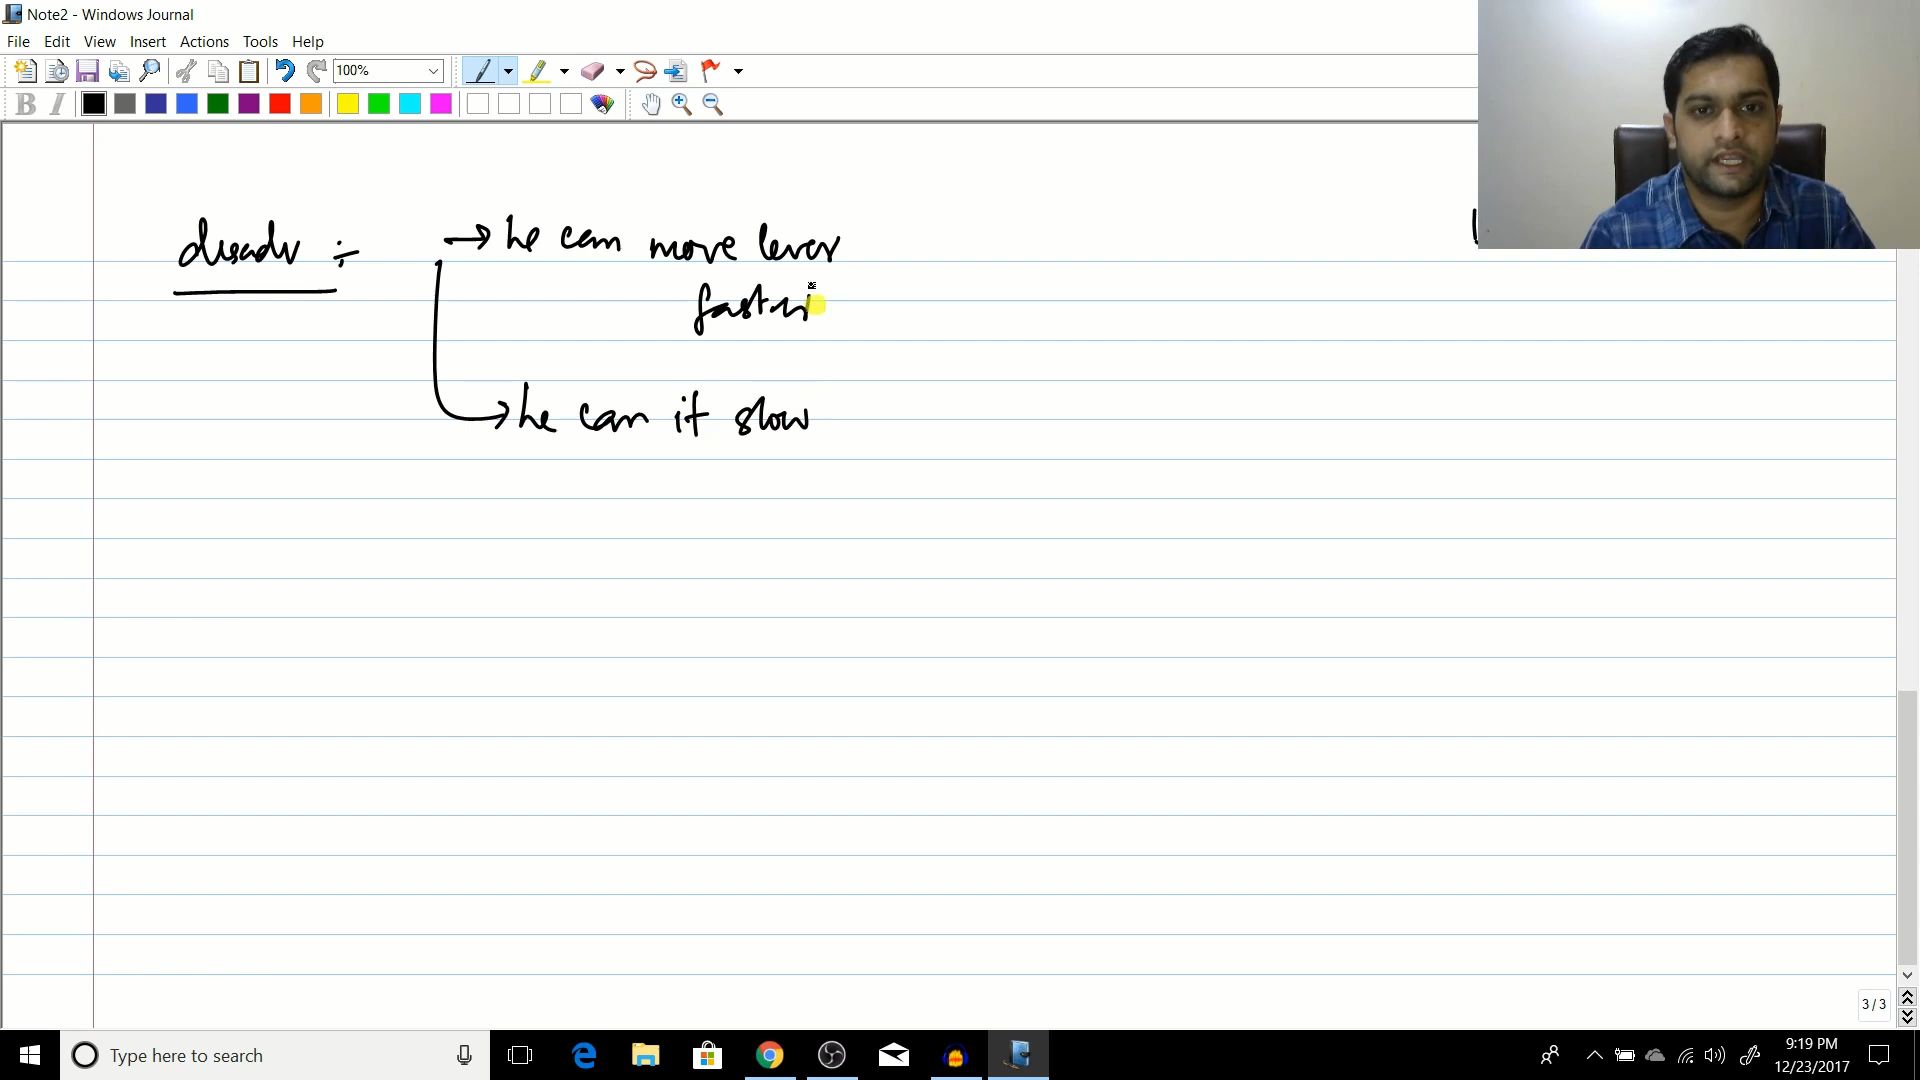 Note2 - Windows Journal
File Edit View Insert Actions Tools Help
100%
B I
disadv ÷ → he can move lever
faster
→ he can it slow
3 / 3
Type here to search
9:19 PM
12/23/2017